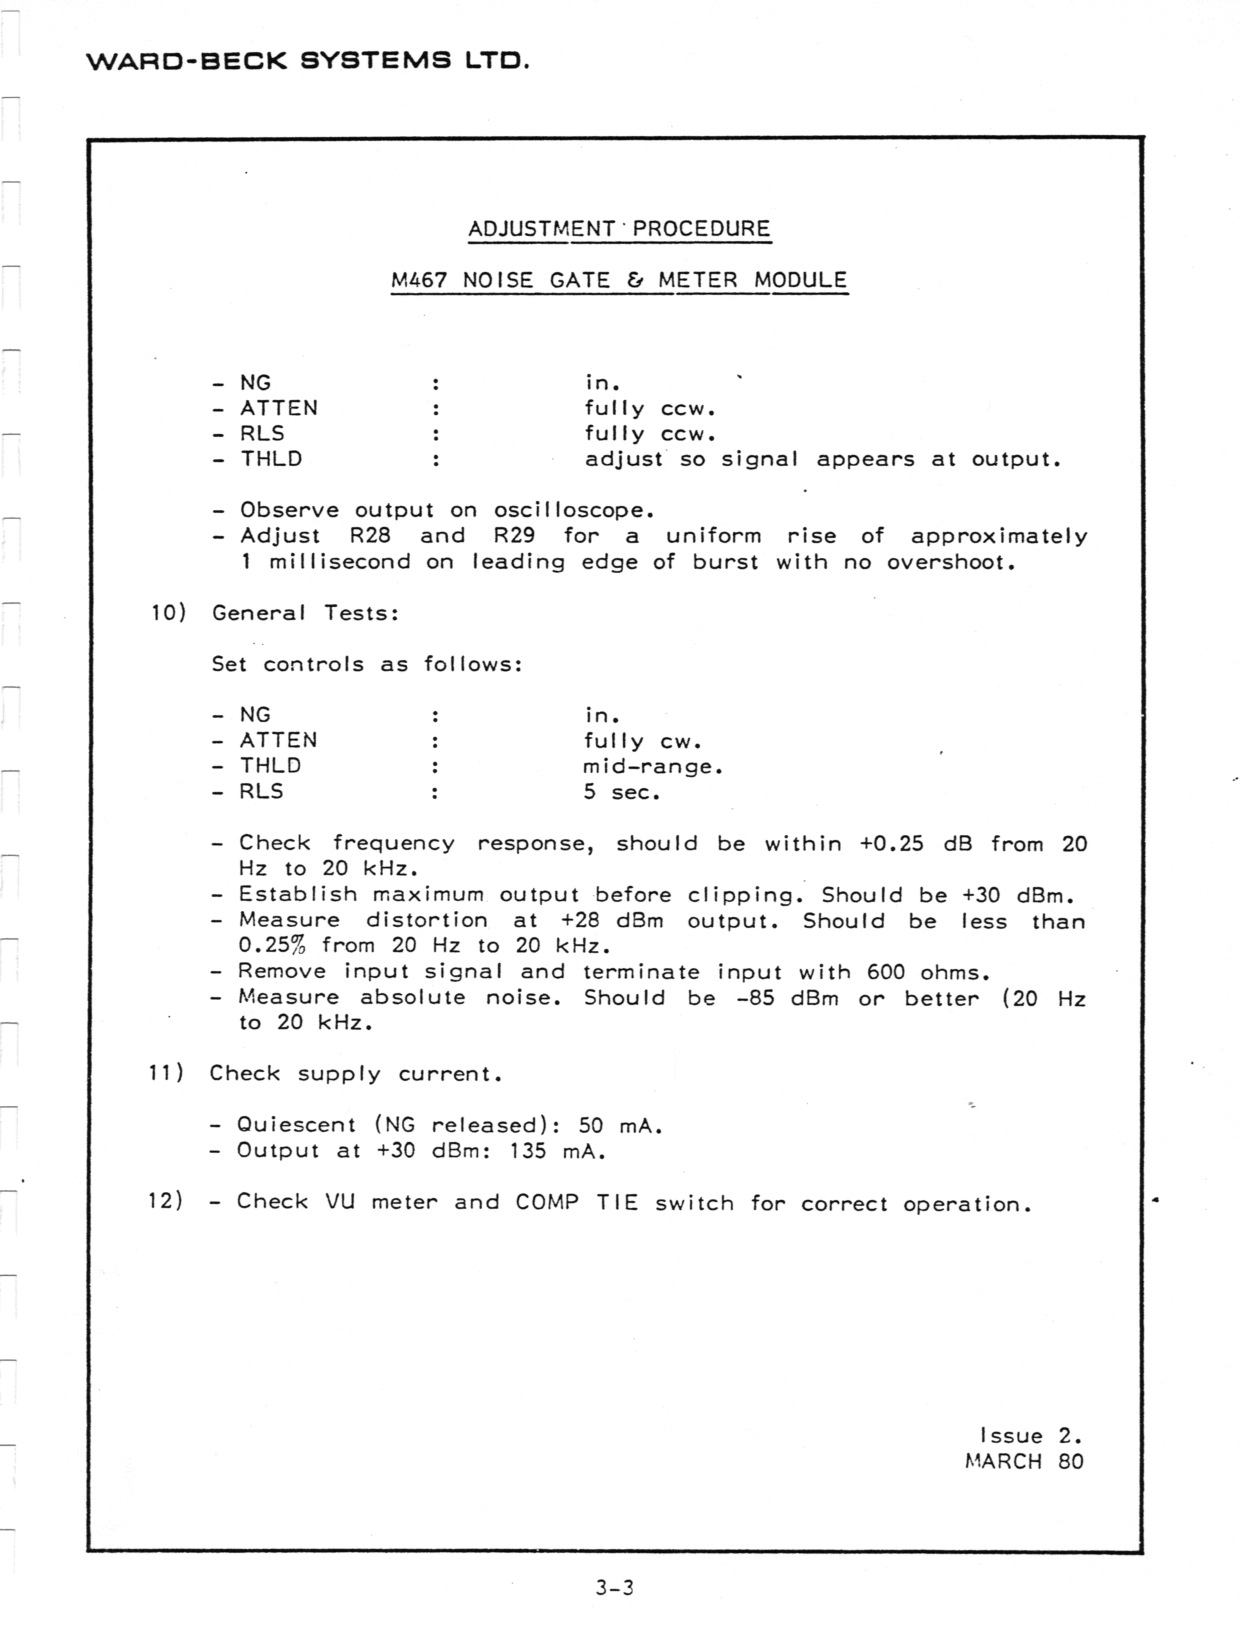 WARD-BECK SYSTEMS LTD.
ADJUSTMENT PROCEDURE
M467 NOISE GATE & METER MODULE
- NG : in.
- ATTEN : fully ccw.
- RLS : fully ccw.
- THLD : adjust so signal appears at output.
- Observe output on oscilloscope.
- Adjust R28 and R29 for a uniform rise of approximately
1 millisecond on leading edge of burst with no overshoot.
10) General Tests:
Set controls as follows:
- NG : in.
- ATTEN : fully cw.
- THLD : mid-range.
- RLS : 5 sec.
- Check frequency response, should be within +0.25 dB from 20
Hz to 20 kHz.
- Establish maximum output before clipping. Should be +30 dBm.
- Measure distortion at +28 dBm output. Should be less than
0.25% from 20 Hz to 20 kHz.
- Remove input signal and terminate input with 600 ohms.
- Measure absolute noise. Should be -85 dBm or better (20 Hz
to 20 kHz.
11) Check supply current.
- Quiescent (NG released): 50 mA.
- Output at +30 dBm: 135 mA.
12) - Check VU meter and COMP TIE switch for correct operation.
Issue 2.
MARCH 80
3-3